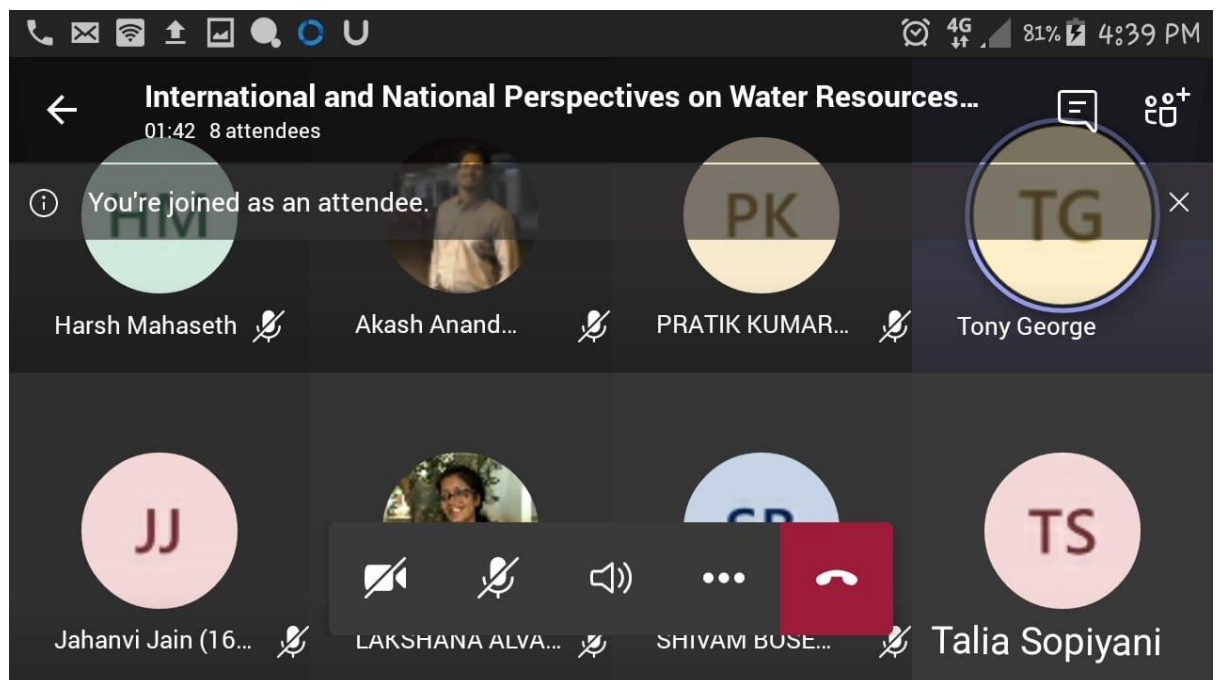 4G 81% 4:39 PM
International and National Perspectives on Water Resources...
01:42 8 attendees
You're joined as an attendee.
HM PK TG
Harsh Mahaseth Akash Anand... PRATIK KUMAR... Tony George
JJ TS
Jahanvi Jain (16... LAKSHANA ALVA... SHIVAM BOSE... Talia Sopiyani